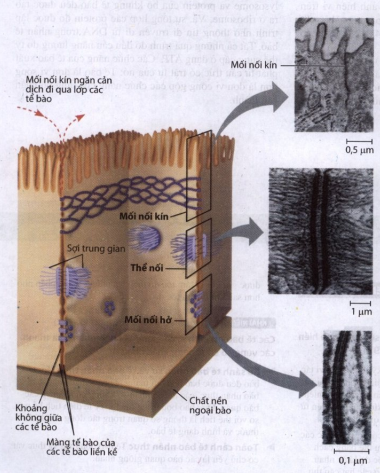 Mối nối kín ngăn cản
dịch đi qua lớp các
tế bào
Mối nối kín
0,5 µm
Mối nối kín
Sợi trung gian
Thể nối
1 µm
Mối nối hở
Chất nền
ngoại bào
Khoảng
không giữa
các tế bào
Màng tế bào của
các tế bào liền kề
0,1 µm